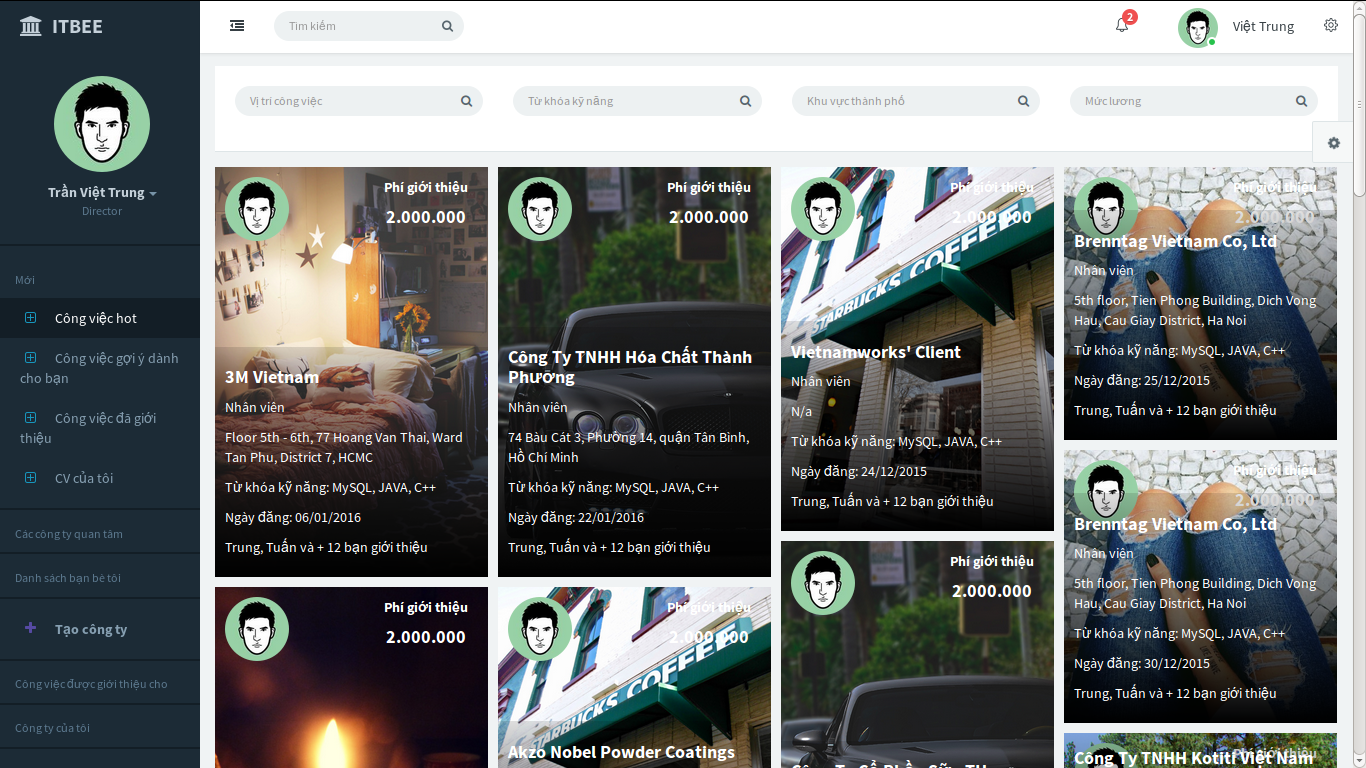 ITBEE
Tìm kiếm
2
Việt Trung
Trần Việt Trung
Director
Mới
Công việc hot
Công việc gợi ý dành
cho bạn
Công việc đã giới
thiệu
CV của tôi
Các công ty quan tâm
Danh sách bạn bè tôi
Tạo công ty
Công việc được giới thiệu cho
Công ty của tôi
Vị trí công việc
Từ khóa kỹ năng
Khu vực thành phố
Mức lương
Phí giới thiệu
2.000.000
3M Vietnam
Nhân viên
Floor 5th - 6th, 77 Hoang Van Thai, Ward
Tan Phu, District 7, HCMC
Từ khóa kỹ năng: MySQL, JAVA, C++
Ngày đăng: 06/01/2016
Trung, Tuấn và + 12 bạn giới thiệu
Phí giới thiệu
2.000.000
Công Ty TNHH Hóa Chất Thành
Phương
Nhân viên
74 Bàu Cát 3, Phường 14, quận Tân Bình,
Hồ Chí Minh
Từ khóa kỹ năng: MySQL, JAVA, C++
Ngày đăng: 22/01/2016
Trung, Tuấn và + 12 bạn giới thiệu
Phí giới thiệu
2.000.000
STARBUCKS COFFEE
Vietnamworks' Client
Nhân viên
N/a
Từ khóa kỹ năng: MySQL, JAVA, C++
Ngày đăng: 24/12/2015
Trung, Tuấn và + 12 bạn giới thiệu
Phí giới thiệu
2.000.000
Brenntag Vietnam Co, Ltd
Nhân viên
5th floor, Tien Phong Building, Dich Vong
Hau, Cau Giay District, Ha Noi
Từ khóa kỹ năng: MySQL, JAVA, C++
Ngày đăng: 25/12/2015
Trung, Tuấn và + 12 bạn giới thiệu
Phí giới thiệu
2.000.000
Brenntag Vietnam Co, Ltd
Nhân viên
5th floor, Tien Phong Building, Dich Vong
Hau, Cau Giay District, Ha Noi
Từ khóa kỹ năng: MySQL, JAVA, C++
Ngày đăng: 30/12/2015
Trung, Tuấn và + 12 bạn giới thiệu
Phí giới thiệu
2.000.000
Phí giới thiệu
2.000.000
STARBUCKS COFFEE
Akzo Nobel Powder Coatings
Phí giới thiệu
2.000.000
Công Ty Cổ Phần Sữa TH
Phí giới thiệu
Công Ty TNHH Kotiti Việt Nam